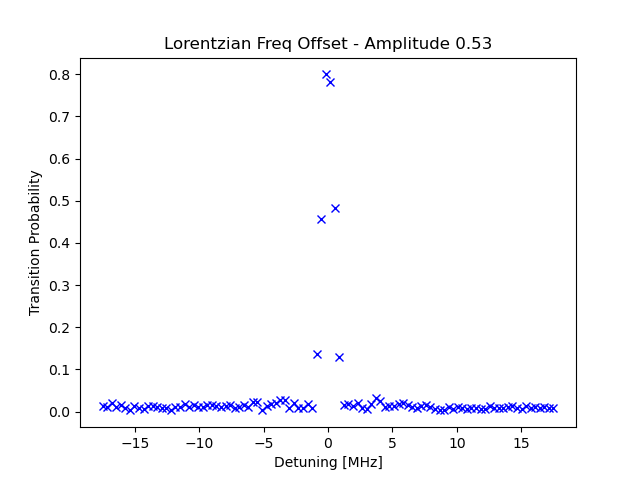 Lorentzian Freq Offset - Amplitude 0.53
Transition Probability
0.8
0.7
0.6
0.5
0.4
0.3
0.2
0.1
0.0
−15 −10 −5 0 5 10 15
Detuning [MHz]